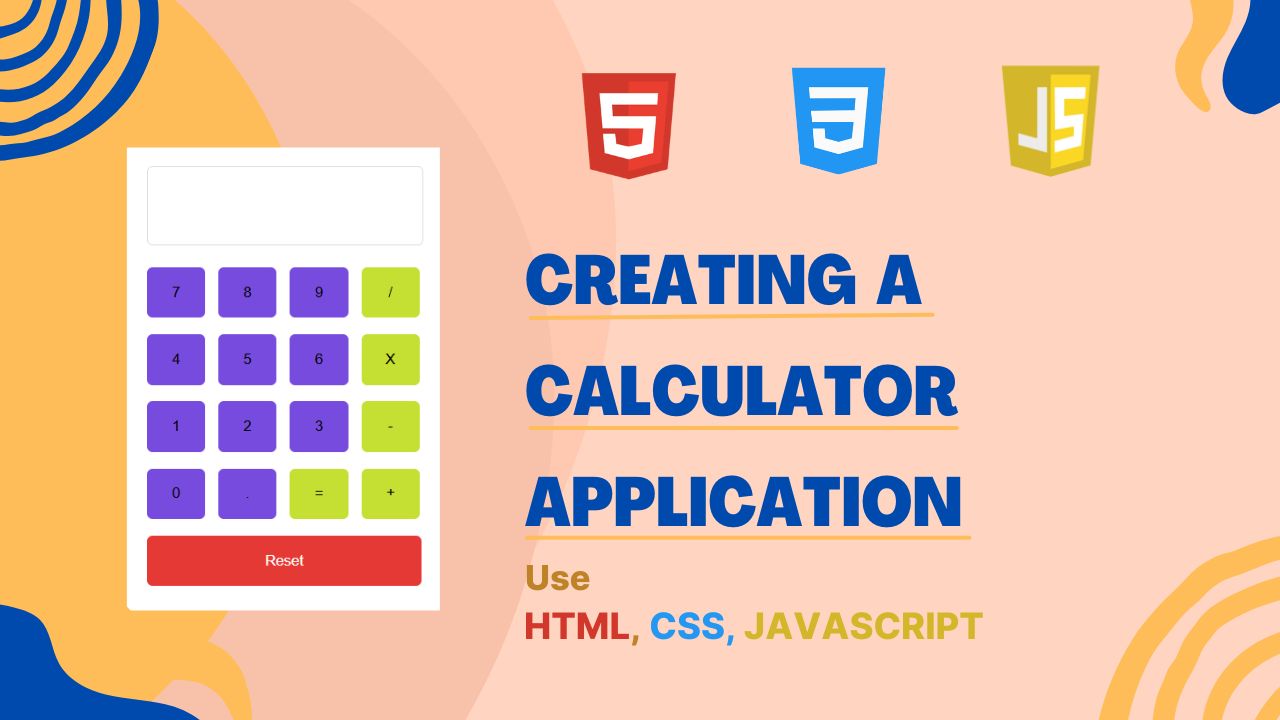 7 8 9 /
4 5 6 X
1 2 3 -
0 . = +
Reset
5 3 JS
CREATING A
CALCULATOR
APPLICATION
Use
HTML, CSS, JAVASCRIPT